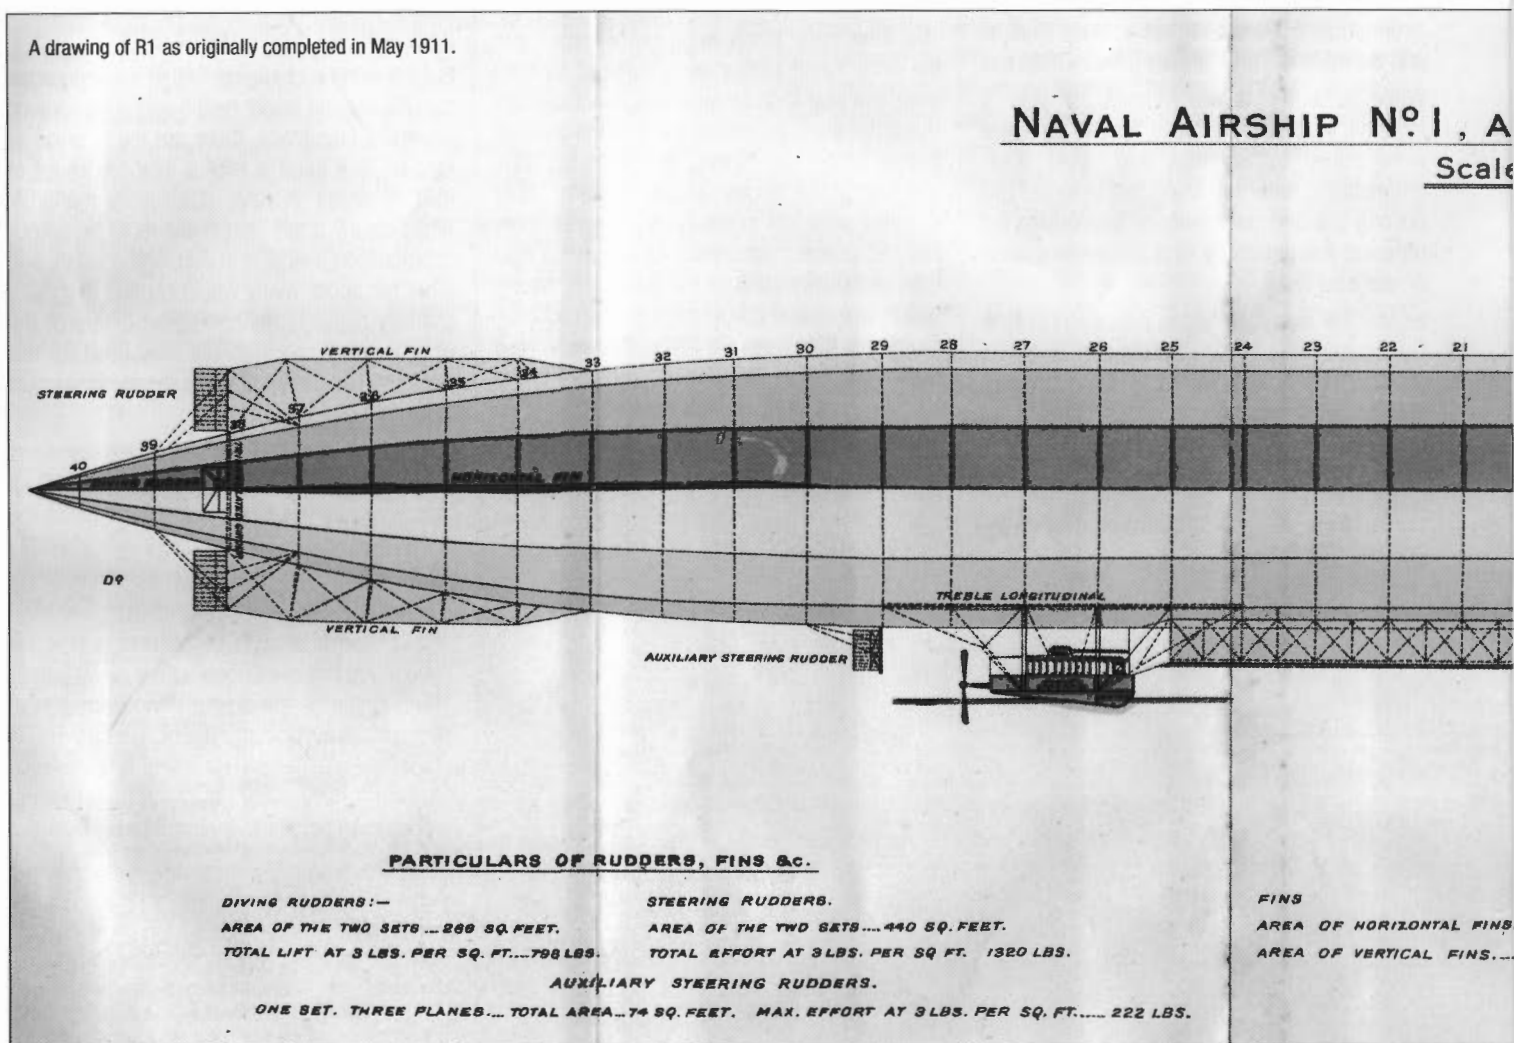 A drawing of R1 as originally completed in May 1911.
NAVAL AIRSHIP Nº. 1, A
Scale
VERTICAL FIN
STEERING RUDDER
40 39 38 37 36 35 34 33 32 31 30 29 28 27 26 25 24 23 22 21
HORIZONTAL FIN
D9
VERTICAL FIN
TREBLE LONGITUDINAL
AUXILIARY STEERING RUDDER
PARTICULARS OF RUDDERS, FINS &c.
DIVING RUDDERS:—
AREA OF THE TWO SETS ... 266 SQ. FEET.
TOTAL LIFT AT 3 LBS. PER SQ. FT.....798 LBS.
STEERING RUDDERS.
AREA OF THE TWO SETS ....440 SQ. FEET.
TOTAL EFFORT AT 3 LBS. PER SQ FT. 1320 LBS.
AUXILIARY STEERING RUDDERS.
ONE SET. THREE PLANES.... TOTAL AREA...74 SQ. FEET. MAX. EFFORT AT 3 LBS. PER SQ. FT...... 222 LBS.
FINS
AREA OF HORIZONTAL FINS
AREA OF VERTICAL FINS....